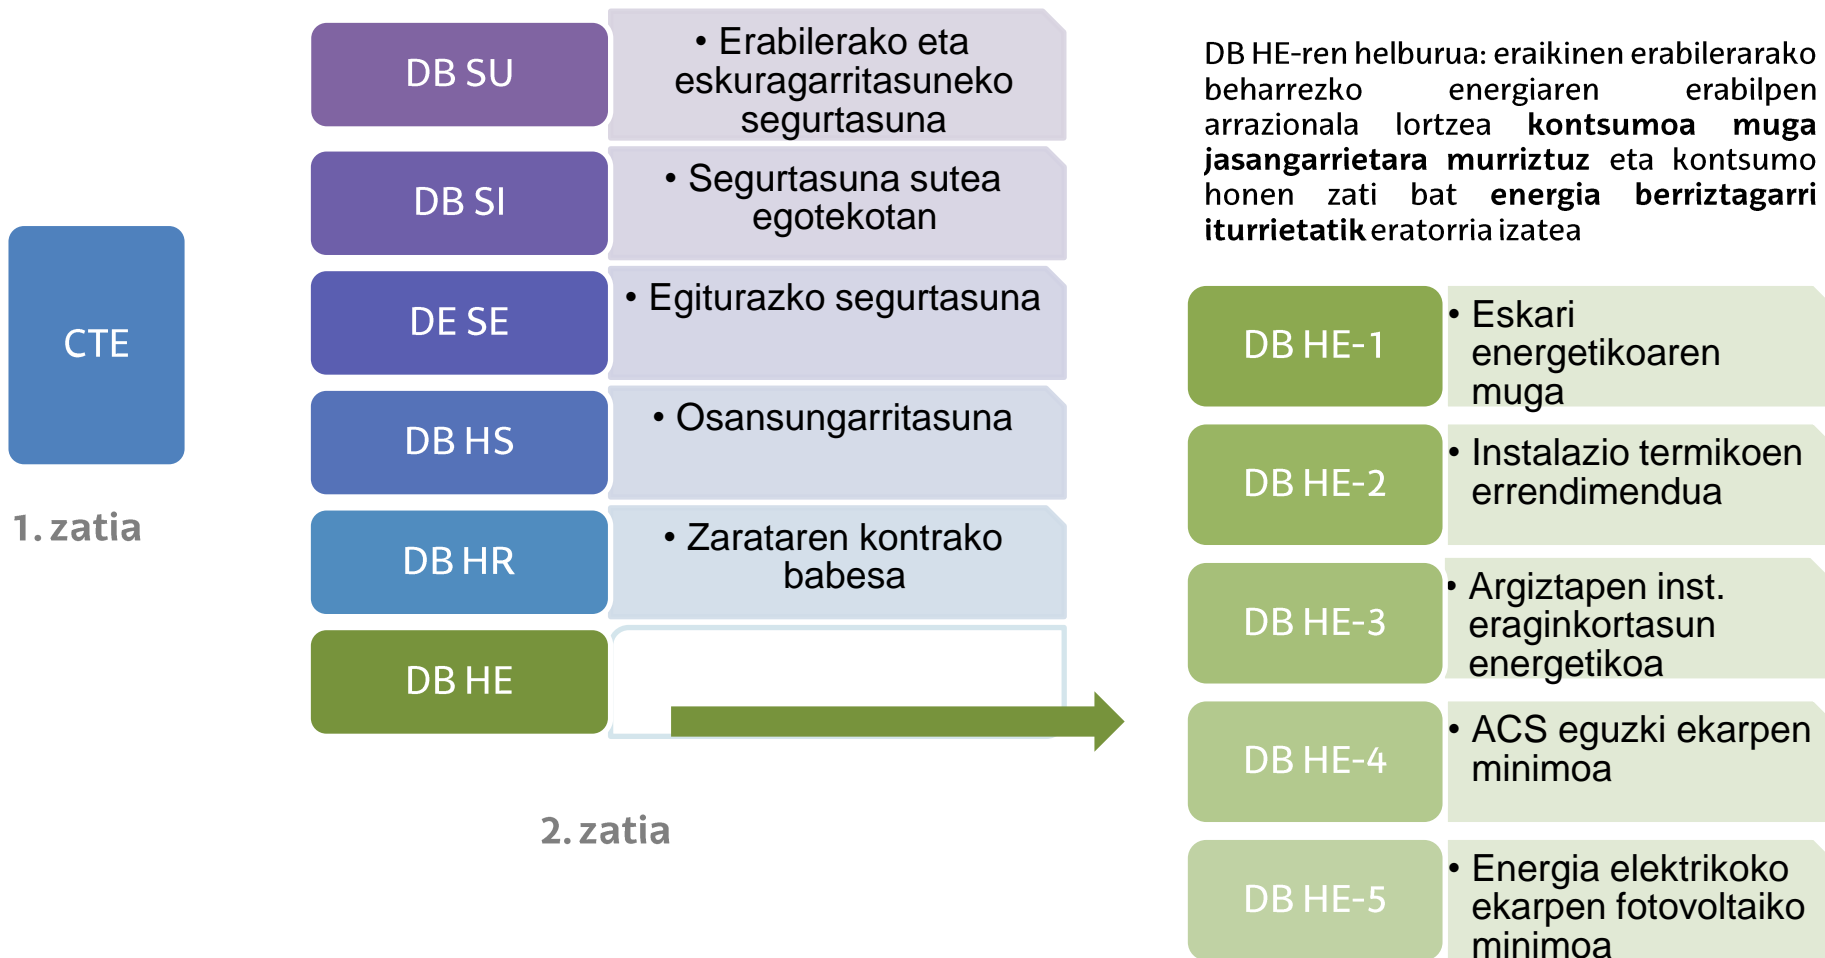 CTE
1. zatia
DB SU
• Erabilerako eta
eskuragarritasuneko
segurtasuna
DB SI
• Segurtasuna sutea
egotekotan
DE SE
• Egiturazko segurtasuna
DB HS
• Osansungarritasuna
DB HR
• Zarataren kontrako
babesa
DB HE
2. zatia
DB HE-ren helburua: eraikinen erabilerarako
beharrezko energiaren erabilpen
arrazionala lortzea kontsumoa muga
jasangarrietara murriztuz eta kontsumo
honen zati bat energia berriztagarri
iturrietatik eratorria izatea
DB HE-1
• Eskari
energetikoaren
muga
DB HE-2
• Instalazio termikoen
errendimendua
DB HE-3
• Argiztapen inst.
eraginkortasun
energetikoa
DB HE-4
• ACS eguzki ekarpen
minimoa
DB HE-5
• Energia elektrikoko
ekarpen fotovoltaiko
minimoa